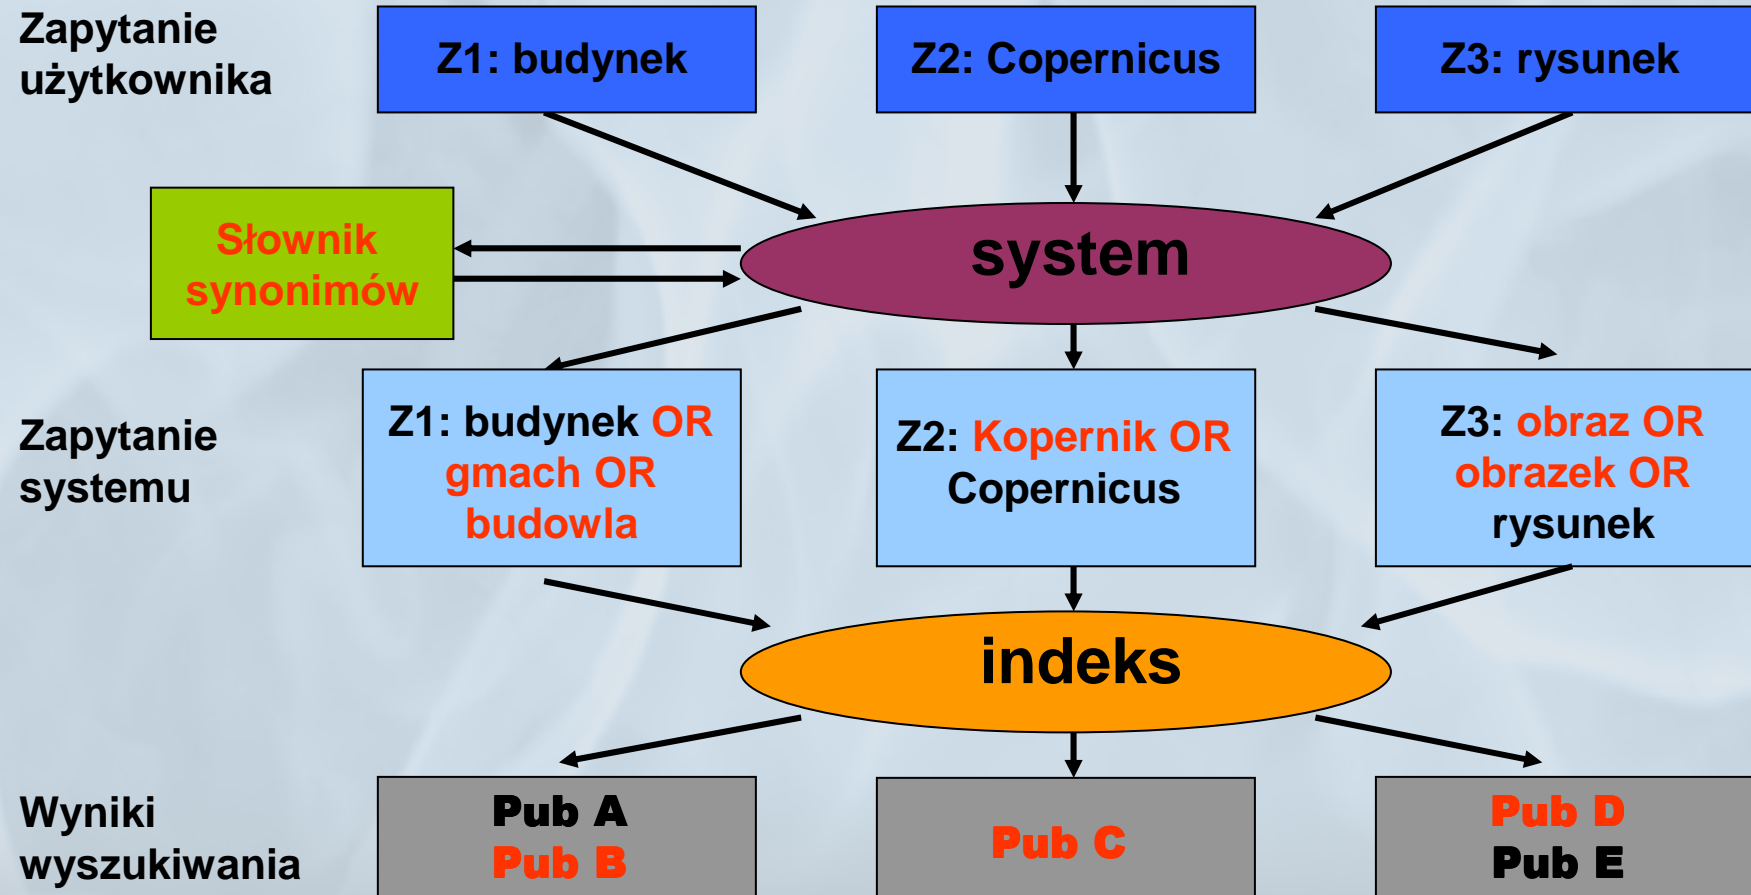 Zapytanie
użytkownika
Z1: budynek
Z2: Copernicus
Z3: rysunek
Słownik
synonimów
system
Zapytanie
systemu
Z1: budynek OR
gmach OR
budowla
Z2: Kopernik OR
Copernicus
Z3: obraz OR
obrazek OR
rysunek
indeks
Wyniki
wyszukiwania
Pub A
Pub B
Pub C
Pub D
Pub E